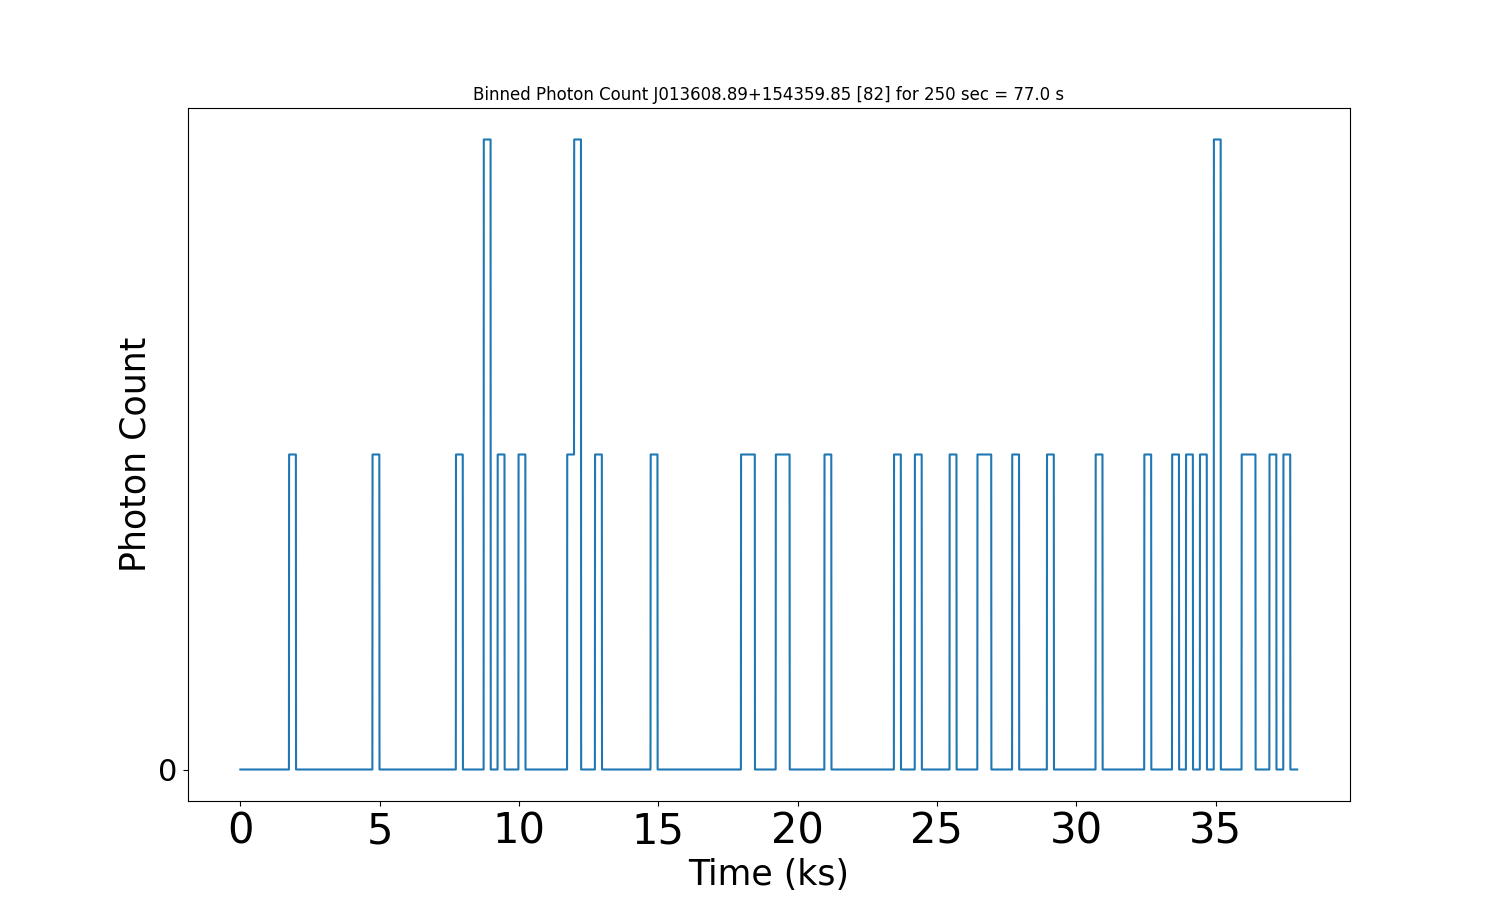 Binned Photon Count J013608.89+154359.85 [82] for 250 sec = 77.0 s
Photon Count
0
0 5 10 15 20 25 30 35
Time (ks)